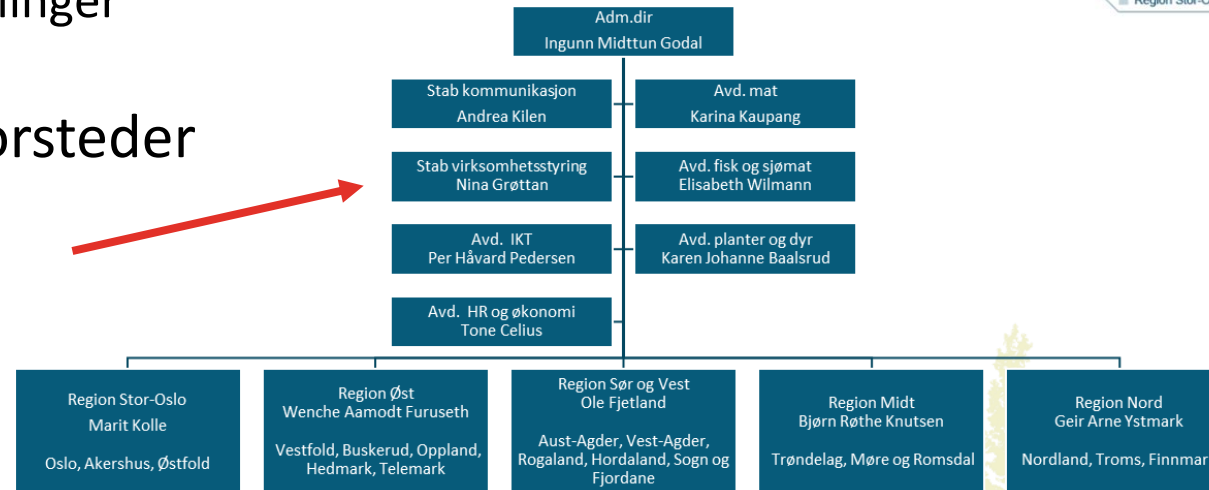 Region Stor-O
Adm.dir
Ingunn Midttun Godal
Stab kommunikasjon
Andrea Kilen
Avd. mat
Karina Kaupang
orsteder
Stab virksomhetsstyring
Nina Grøttan
Avd. fisk og sjømat
Elisabeth Wilmann
Avd.  IKT
Per Håvard Pedersen
Avd. planter og dyr
Karen Johanne Baalsrud
Avd.  HR og økonomi
Tone Celius
Region Stor-Oslo
Marit Kolle
Oslo, Akershus, Østfold
Region Øst
Wenche Aamodt Furuseth
Vestfold, Buskerud, Oppland,
Hedmark, Telemark
Region Sør og Vest
Ole Fjetland
Aust-Agder, Vest-Agder,
Rogaland, Hordaland, Sogn og
Fjordane
Region Midt
Bjørn Røthe Knutsen
Trøndelag, Møre og Romsdal
Region Nord
Geir Arne Ystmark
Nordland, Troms, Finnmar